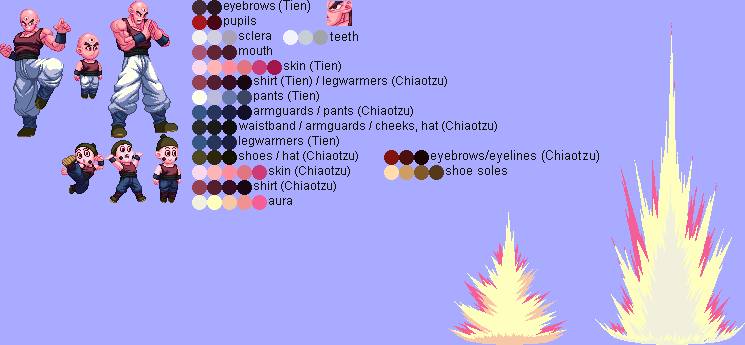 eyebrows (Tien)
pupils
sclera
teeth
mouth
skin (Tien)
shirt (Tien) / legwarmers (Chiaotzu)
pants (Tien)
armguards / pants (Chiaotzu)
waistband / armguards / cheeks, hat (Chiaotzu)
legwarmers (Tien)
shoes / hat (Chiaotzu)
eyebrows/eyelines (Chiaotzu)
skin (Chiaotzu)
shoe soles
shirt (Chiaotzu)
aura